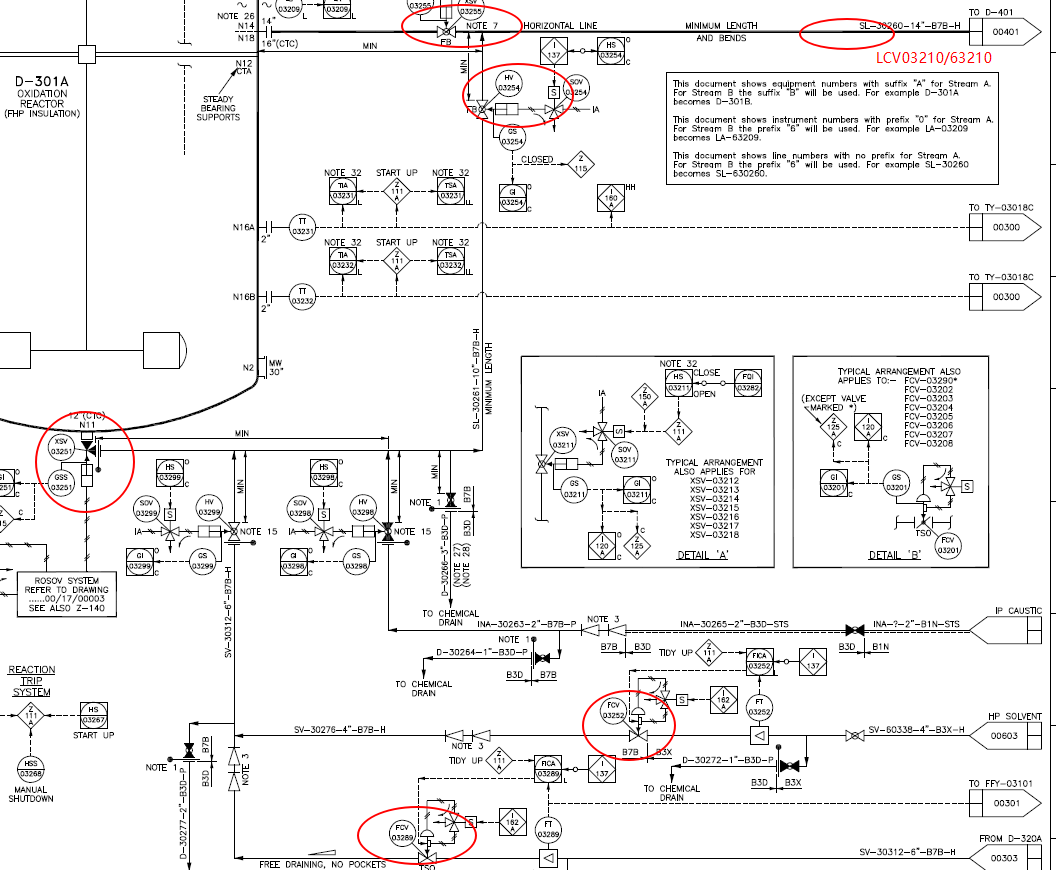 03209
L
03209
03255
XSV
03255
NOTE 26
N14
N18
14"
16"(CTC)
NOTE 7
FB
HORIZONTAL LINE
MINIMUM LENGTH
AND BENDS
SL-30260-14"-B7B-H
TO D-401
00401
LCV03210/63210
MIN
N12
CTA
D-301A
OXIDATION
REACTOR
(FHP INSULATION)
STEADY
BEARING
SUPPORTS
MIN
I
137
HS
03254
O
C
HV
03254
SOV
03254
S
FB
IA
GS
03254
CLOSED
Z
115
GI
03254
O
C
I
160
A
HH
This document shows equipment numbers with suffix "A" for Stream A.
For Stream B the suffix "B" will be used. For example D-301A
becomes D-301B.
This document shows instrument numbers with prefix "0" for Stream A.
For Stream B the prefix "6" will be used. For example LA-03209
becomes LA-63209.
This document shows line numbers with no prefix for Stream A.
For Stream B the prefix "6" will be used. For example SL-30260
becomes SL-630260.
NOTE 32
START UP
NOTE 32
TIA
03231
L
Z
111
A
TSA
03231
LL
N16A
2"
TT
03231
TO TY-03018C
00300
NOTE 32
START UP
NOTE 32
TIA
03232
L
Z
111
A
TSA
03232
LL
N16B
2"
TT
03232
TO TY-03018C
00300
N2
MW
30"
SL-30261-10"-B7B-H
MINIMUM LENGTH
12"(CTC)
N11
XSV
03251
GSS
03251
GI
C
MIN
ROSOV SYSTEM
REFER TO DRAWING
......00/17/00003
SEE ALSO Z-140
HS
03299
O
C
SOV
03299
S
HV
03299
IA
NOTE 15
GI
03299
O
C
GS
03299
MIN
HS
03298
O
C
SOV
03298
S
HV
03298
IA
NOTE 15
GI
03298
O
C
GS
03298
MIN
MIN
NOTE 1
B7B
B3D
D-30266-3"-B3D-P
(NOTE 27)
(NOTE 28)
TO CHEMICAL
DRAIN
NOTE 32
IA
Z
150
A
HS
03211
CLOSE
OPEN
FQI
03282
XSV
03211
S
SOV
03211
Z
111
A
GS
03211
GI
03211
O
C
I
120
A
O
Z
125
A
C
TYPICAL ARRANGEMENT
ALSO APPLIES FOR
XSV-03212
XSV-03213
XSV-03214
XSV-03215
XSV-03216
XSV-03217
XSV-03218
DETAIL 'A'
TYPICAL ARRANGEMENT ALSO
APPLIES TO:- FCV-03290*
FCV-03202
FCV-03203
FCV-03204
FCV-03205
FCV-03206
FCV-03207
FCV-03208
(EXCEPT VALVE
MARKED *)
Z
125
A
C
I
120
A
C
GI
03201
C
GS
03201
S
TSO
FCV
03201
DETAIL 'B'
SV-30312-6"-B7B-H
INA-30263-2"-B7B-P
NOTE 3
INA-30265-2"-B3D-STS
INA-?-2"-B1N-STS
IP CAUSTIC
B7B
B3D
B3D
B1N
NOTE 1
D-30264-1"-B3D-P
B3D
B7B
TO CHEMICAL
DRAIN
TIDY UP
Z
111
A
FICA
03252
L
I
137
FCV
03252
S
I
162
A
FT
03252
REACTION
TRIP
SYSTEM
Z
111
A
HS
03267
START UP
HSS
03268
MANUAL
SHUTDOWN
SV-30276-4"-B7B-H
NOTE 3
B7B
B3X
SV-60338-4"-B3X-H
HP SOLVENT
00603
D-30272-1"-B3D-P
B3D
B3X
TO CHEMICAL
DRAIN
NOTE 1
B7B
B3D
D-30277-2"-B3D-P
NOTE 3
TIDY UP
Z
111
A
FICA
03289
L
I
137
TO FFY-03101
00301
FCV
03289
S
I
162
A
FT
03289
TSO
FREE DRAINING, NO POCKETS
SV-30312-6"-B7B-H
FROM D-320A
00303